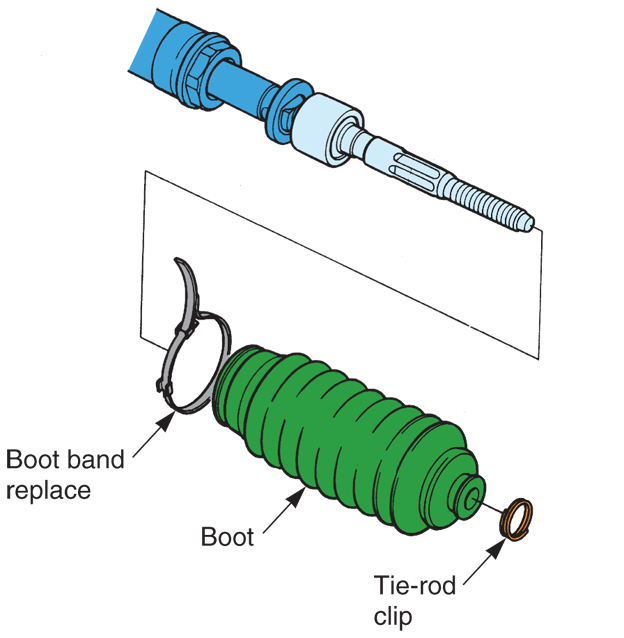 Boot band
replace
Boot
Tie-rod
clip